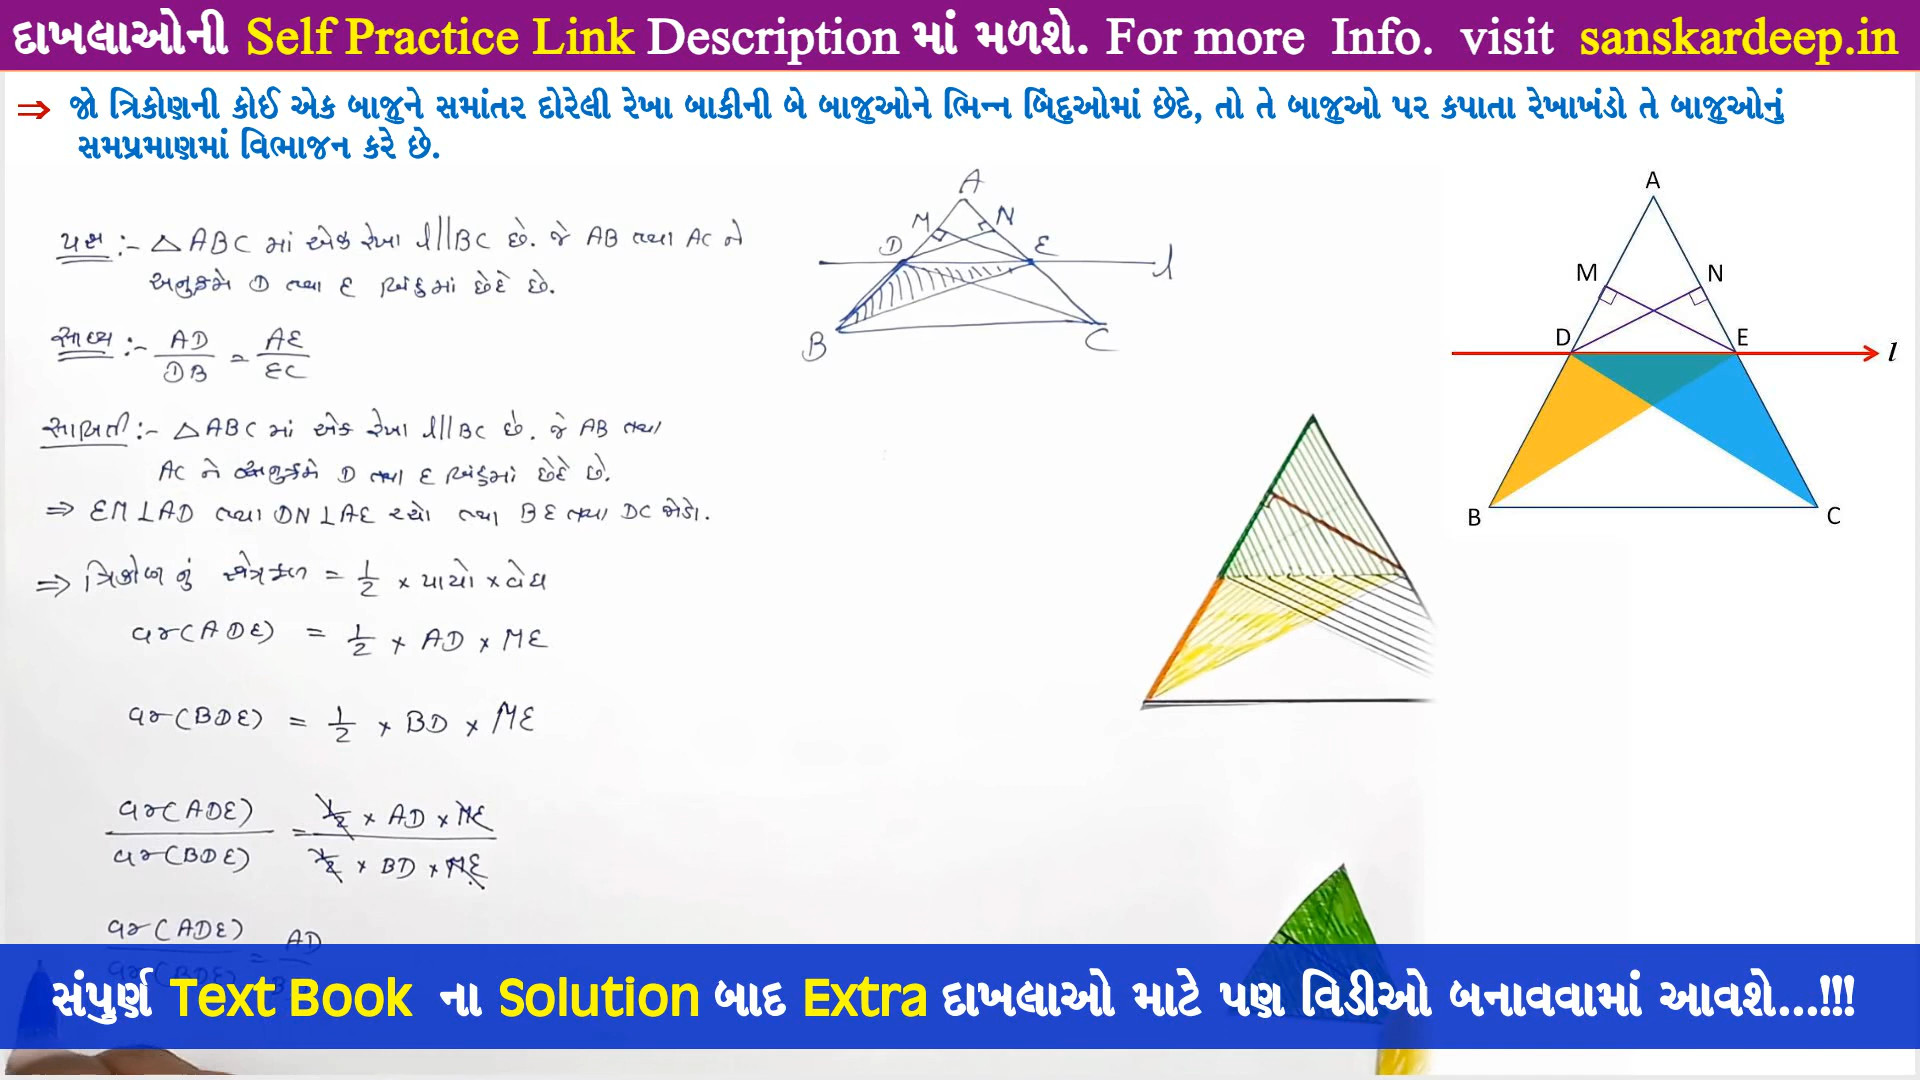 દાખલાઓની Self Practice Link Description માં મળશે. For more Info. visit sanskardeep.in
⇒ જો ત્રિકોણની કોઈ એક બાજુને સમાંતર દોરેલી રેખા બાકીની બે બાજુઓને ભિન્ન બિંદુઓમાં છેદે, તો તે બાજુઓ પર કપાતા રેખાખંડો તે બાજુઓનું
સમપ્રમાણમાં વિભાજન કરે છે.
પક્ષ :- △ABC માં એક રેખા l||BC છે. જે AB તથા AC ને
અનુક્રમે D તથા E બિંદુમાં છેદે છે.
સાધ્ય :- AD/DB = AE/EC
સાબિતી :- △ABC માં એક રેખા l||BC છે. જે AB તથા
AC ને અનુક્રમે D તથા E બિંદુમાં છેદે છે.
⇒ EM⊥AD તથા DN⊥AE રચો તથા BE તથા DC જોડો.
⇒ ત્રિકોણ નું ક્ષેત્રફળ = 1/2 × પાયો × વેધ
ar(ADE) = 1/2 × AD × ME
ar(BDE) = 1/2 × BD × ME
ar(ADE)/ar(BDE) = 1/2 × AD × ME / 1/2 × BD × ME
ar(ADE) = AD
A
M N
D E
l
B C
A
M N
D E
l
B C
સંપુર્ણ Text Book ના Solution બાદ Extra દાખલાઓ માટે પણ વિડીઓ બનાવવામાં આવશે...!!!